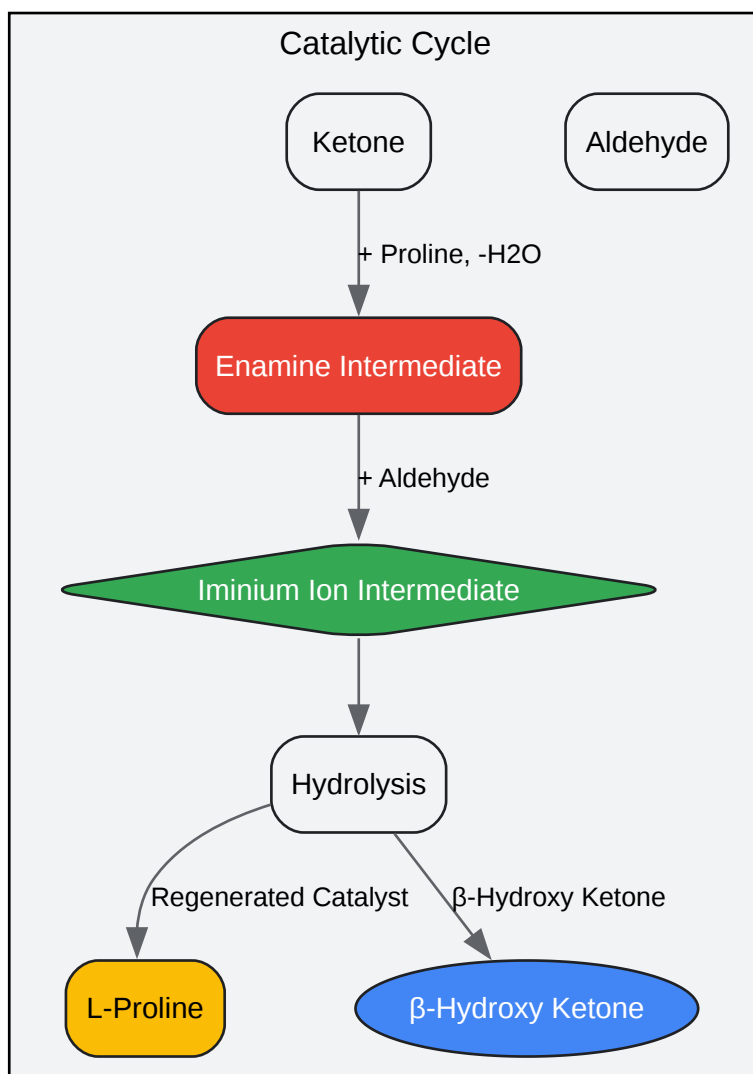 Catalytic Cycle
Ketone
Aldehyde
+ Proline, -H2O
Enamine Intermediate
+ Aldehyde
Iminium Ion Intermediate
Hydrolysis
Regenerated Catalyst
β-Hydroxy Ketone
L-Proline
β-Hydroxy Ketone